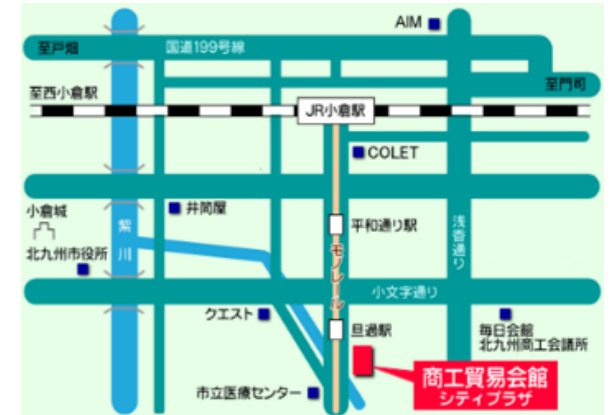 AIM
至戸畑
国道199号線
至門司
至西小倉駅
JR小倉駅
COLET
小倉城
井筒屋
紫川
平和通り駅
浅香通り
北九州市役所
モノレール
小文字通り
クエスト
旦過駅
毎日会館
北九州商工会議所
商工貿易会館
シティプラザ
市立医療センター